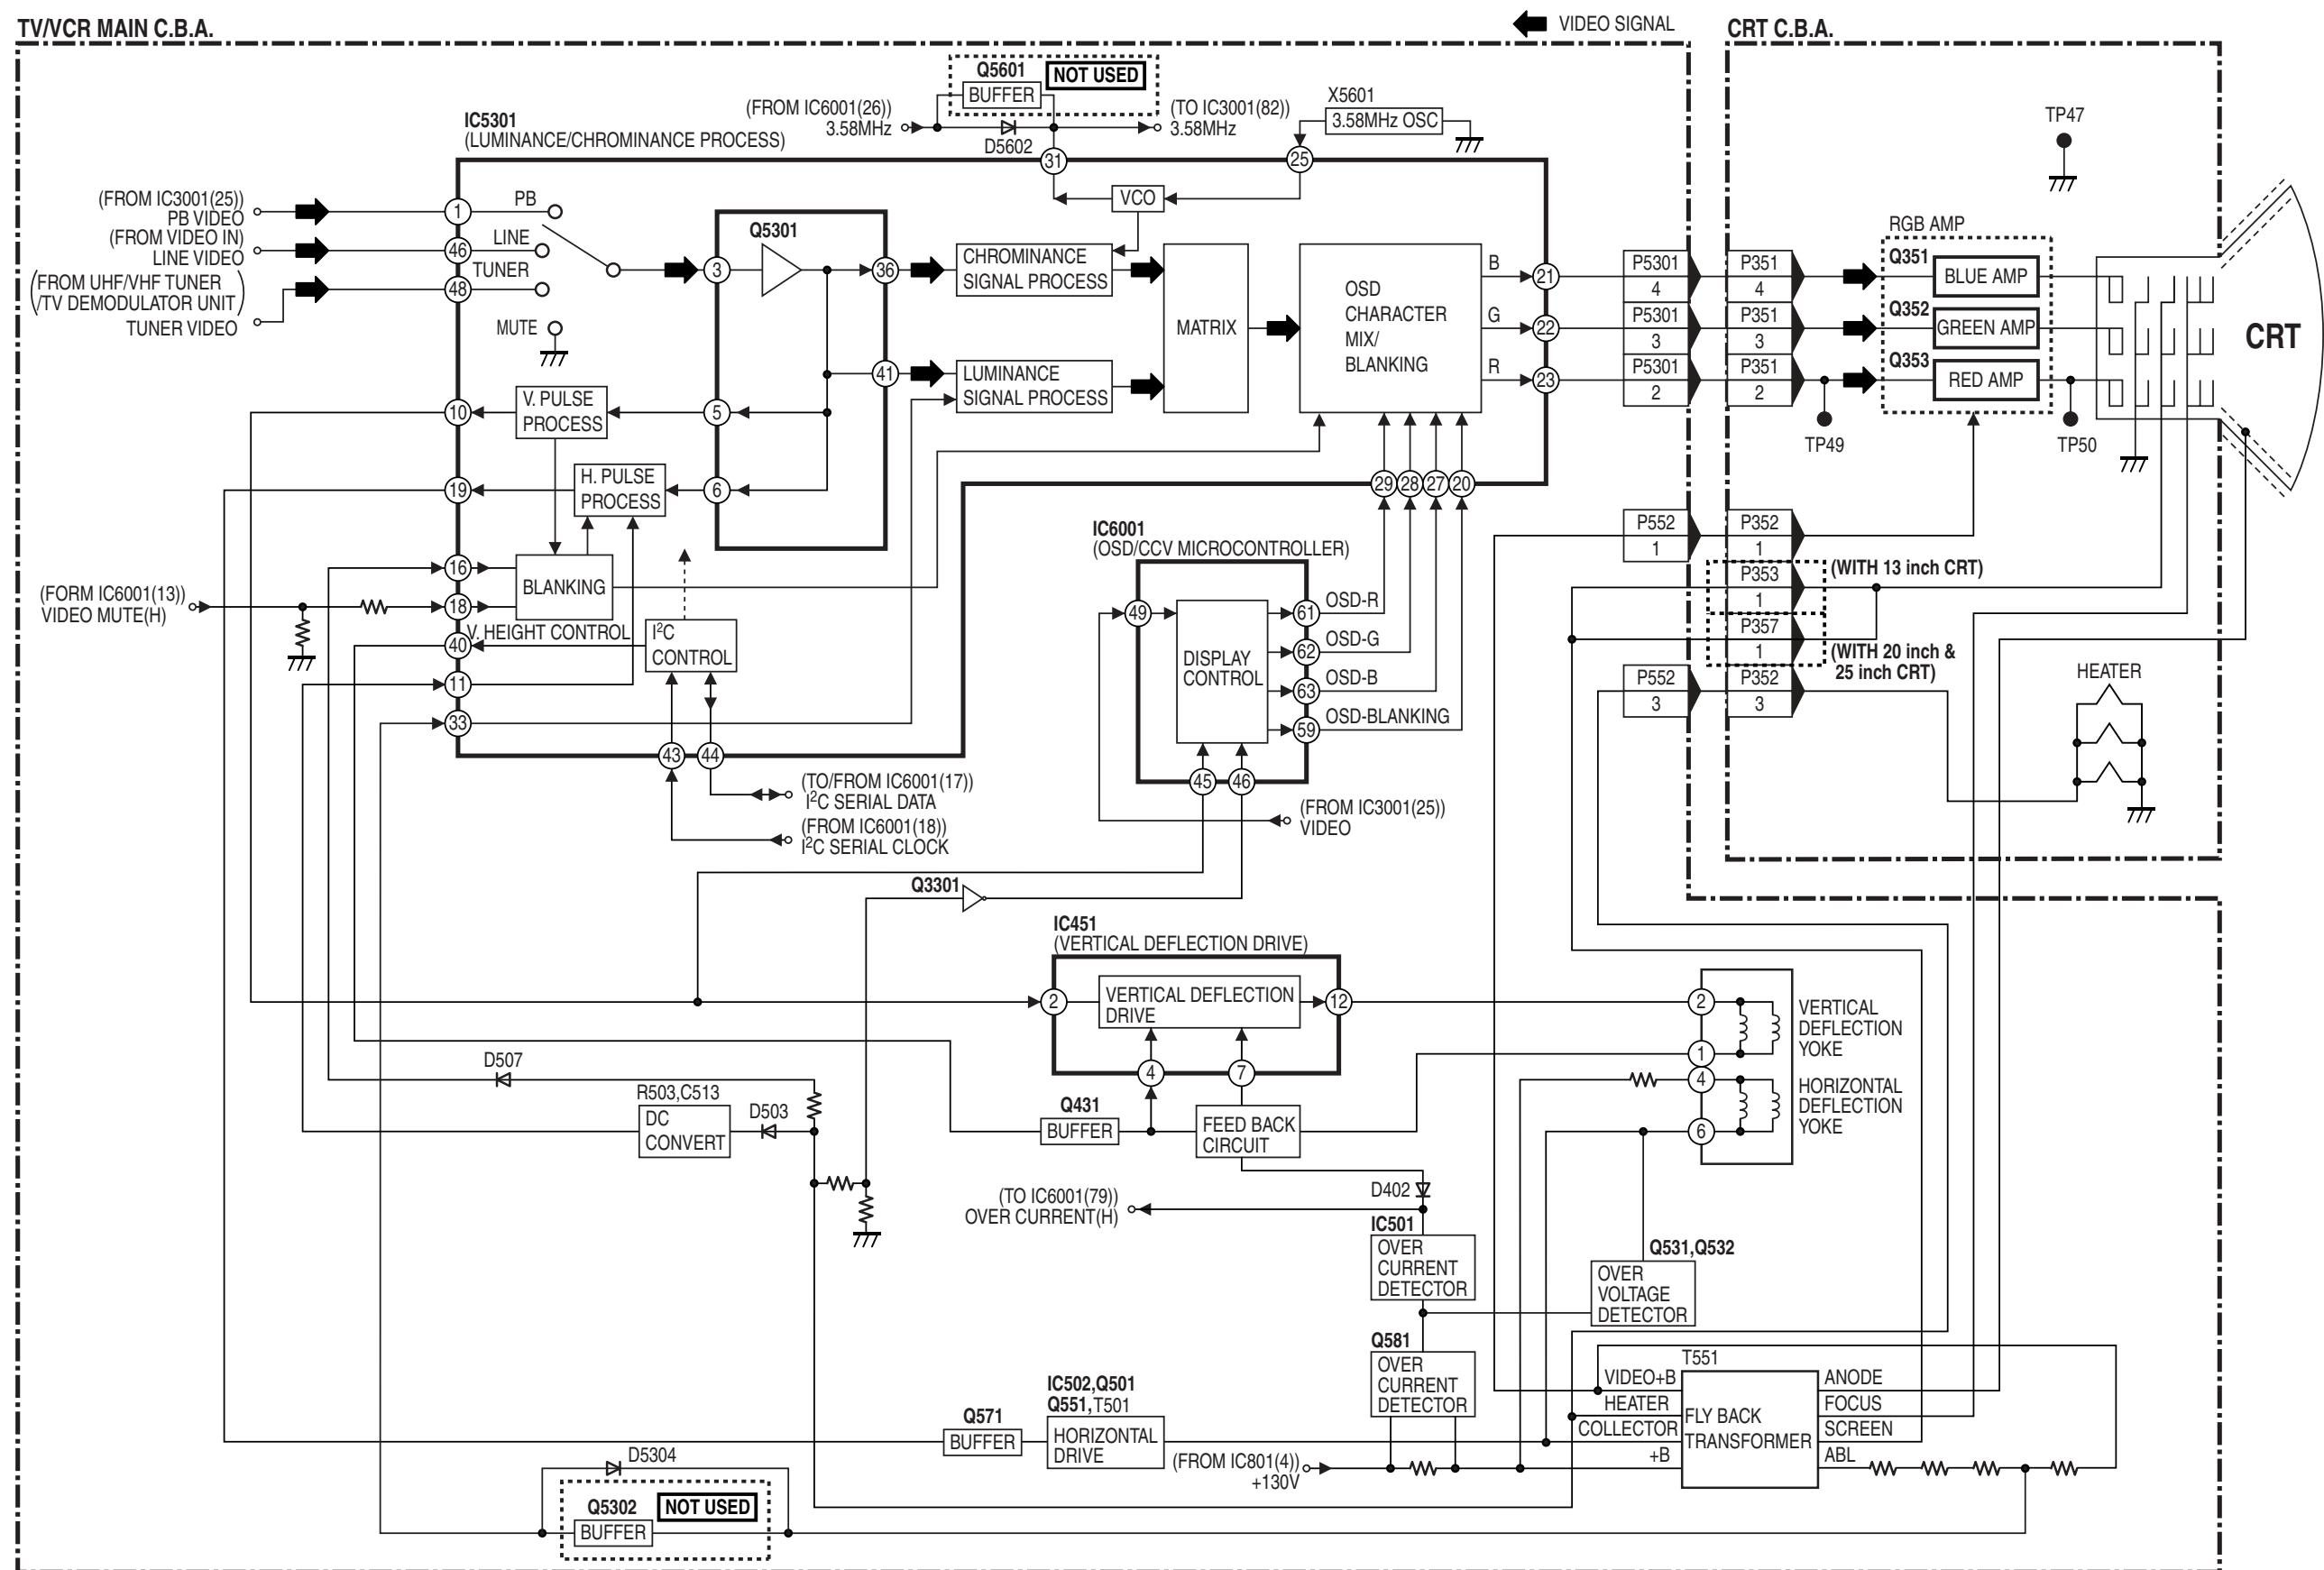 TV/VCR MAIN C.B.A.
VIDEO SIGNAL
CRT C.B.A.
Q5601
NOT USED
BUFFER
(FROM IC6001(26))
3.58MHz
D5602
(TO IC3001(82))
3.58MHz
X5601
3.58MHz OSC
TP47
IC5301
(LUMINANCE/CHROMINANCE PROCESS)
31
25
VCO
(FROM IC3001(25))
PB VIDEO
(FROM VIDEO IN)
LINE VIDEO
(FROM UHF/VHF TUNER
/TV DEMODULATOR UNIT)
TUNER VIDEO
1
PB
46
LINE
TUNER
48
MUTE
Q5301
3
36
41
5
6
CHROMINANCE
SIGNAL PROCESS
LUMINANCE
SIGNAL PROCESS
MATRIX
OSD
CHARACTER
MIX/
BLANKING
B
21
G
22
R
23
P5301
4
P351
4
P5301
3
P351
3
P5301
2
P351
2
RGB AMP
Q351
BLUE AMP
Q352
GREEN AMP
Q353
RED AMP
TP49
TP50
CRT
10
V. PULSE
PROCESS
19
H. PULSE
PROCESS
16
18
BLANKING
(FORM IC6001(13))
VIDEO MUTE(H)
V. HEIGHT CONTROL
40
I2C
CONTROL
11
33
43
44
(TO/FROM IC6001(17))
I2C SERIAL DATA
(FROM IC6001(18))
I2C SERIAL CLOCK
29
28
27
20
IC6001
(OSD/CCV MICROCONTROLLER)
49
DISPLAY
CONTROL
61
OSD-R
62
OSD-G
63
OSD-B
59
OSD-BLANKING
45
46
(FROM IC3001(25))
VIDEO
P552
1
P352
1
P353
1
(WITH 13 inch CRT)
P357
1
(WITH 20 inch &
25 inch CRT)
P552
3
P352
3
HEATER
Q3301
IC451
(VERTICAL DEFLECTION DRIVE)
2
VERTICAL DEFLECTION
DRIVE
12
4
7
2
1
4
6
VERTICAL
DEFLECTION
YOKE
HORIZONTAL
DEFLECTION
YOKE
D507
R503,C513
DC
CONVERT
D503
Q431
BUFFER
FEED BACK
CIRCUIT
D402
(TO IC6001(79))
OVER CURRENT(H)
IC501
OVER
CURRENT
DETECTOR
Q531,Q532
OVER
VOLTAGE
DETECTOR
Q581
OVER
CURRENT
DETECTOR
IC502,Q501
Q551,T501
HORIZONTAL
DRIVE
Q571
BUFFER
(FROM IC801(4))
+130V
T551
FLY BACK
TRANSFORMER
VIDEO+B
HEATER
COLLECTOR
+B
ANODE
FOCUS
SCREEN
ABL
D5304
Q5302
NOT USED
BUFFER